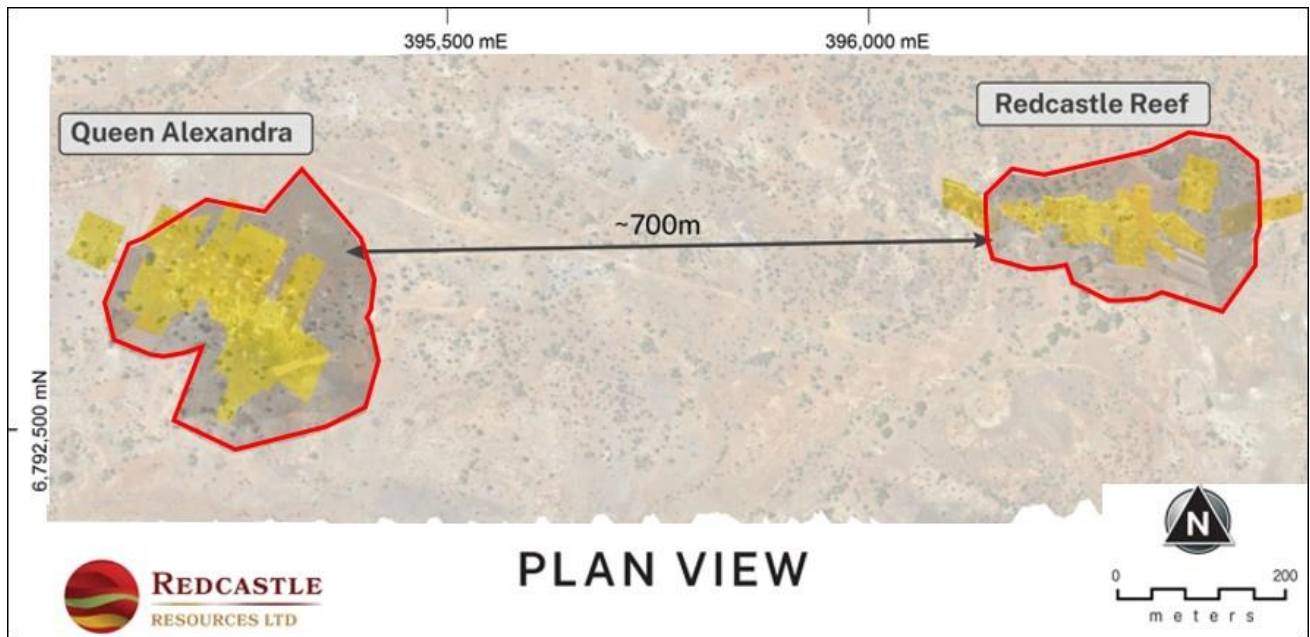 395,500 mE
396,000 mE
Queen Alexandra
Redcastle Reef
~700m
6,792,500 mN
PLAN VIEW
REDCASTLE
RESOURCES LTD
N
0
200
meters